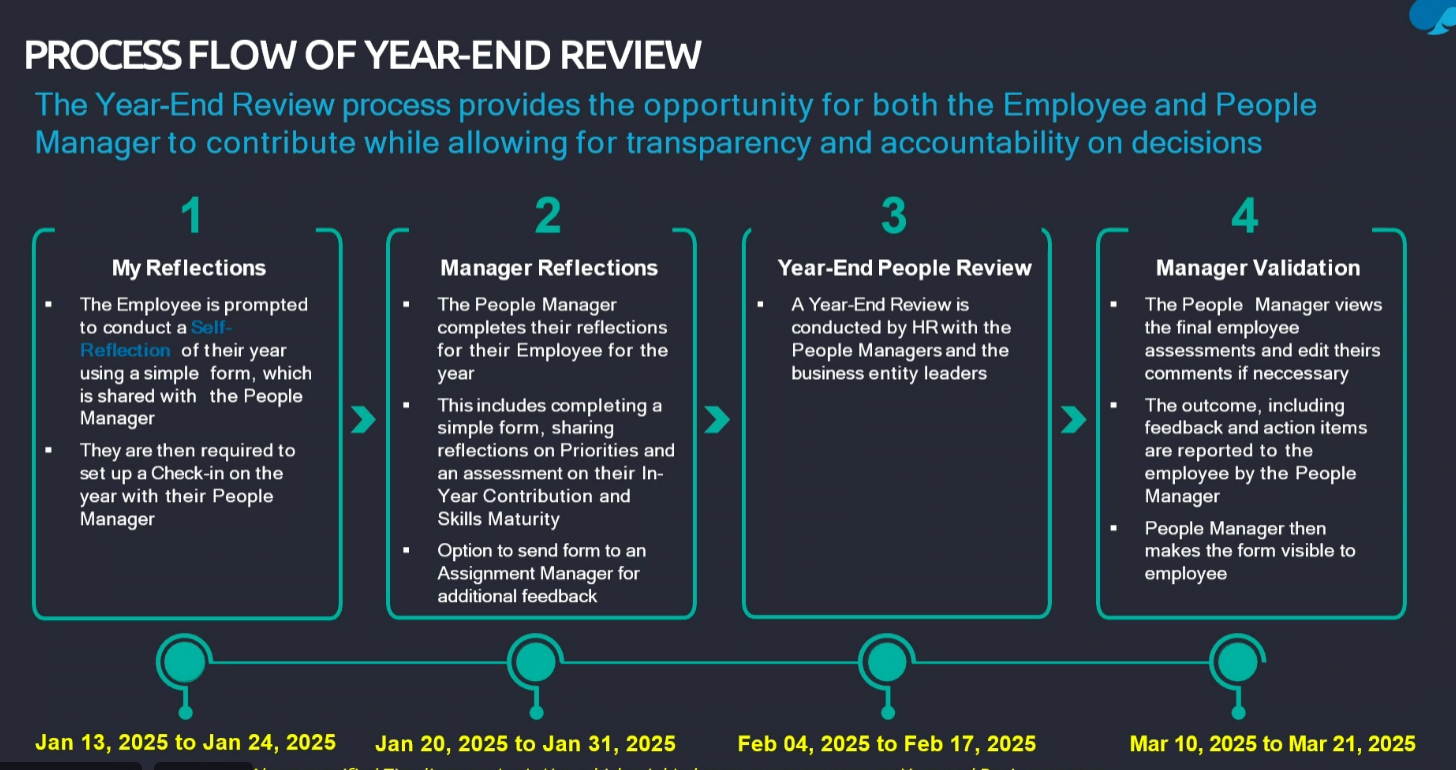 PROCESS FLOW OF YEAR-END REVIEW
The Year-End Review process provides the opportunity for both the Employee and People
Manager to contribute while allowing for transparency and accountability on decisions
1
My Reflections
▪ The Employee is prompted
to conduct a Self-
Reflection of their year
using a simple form, which
is shared with the People
Manager
▪ They are then required to
set up a Check-in on the
year with their People
Manager
2
Manager Reflections
▪ The People Manager
completes their reflections
for their Employee for the
year
▪ This includes completing a
simple form, sharing
reflections on Priorities and
an assessment on their In-
Year Contribution and
Skills Maturity
▪ Option to send form to an
Assignment Manager for
additional feedback
3
Year-End People Review
▪ A Year-End Review is
conducted by HR with the
People Managers and the
business entity leaders
4
Manager Validation
▪ The People Manager views
the final employee
assessments and edit theirs
comments if neccessary
▪ The outcome, including
feedback and action items
are reported to the
employee by the People
Manager
▪ People Manager then
makes the form visible to
employee
Jan 13, 2025 to Jan 24, 2025
Jan 20, 2025 to Jan 31, 2025
Feb 04, 2025 to Feb 17, 2025
Mar 10, 2025 to Mar 21, 2025